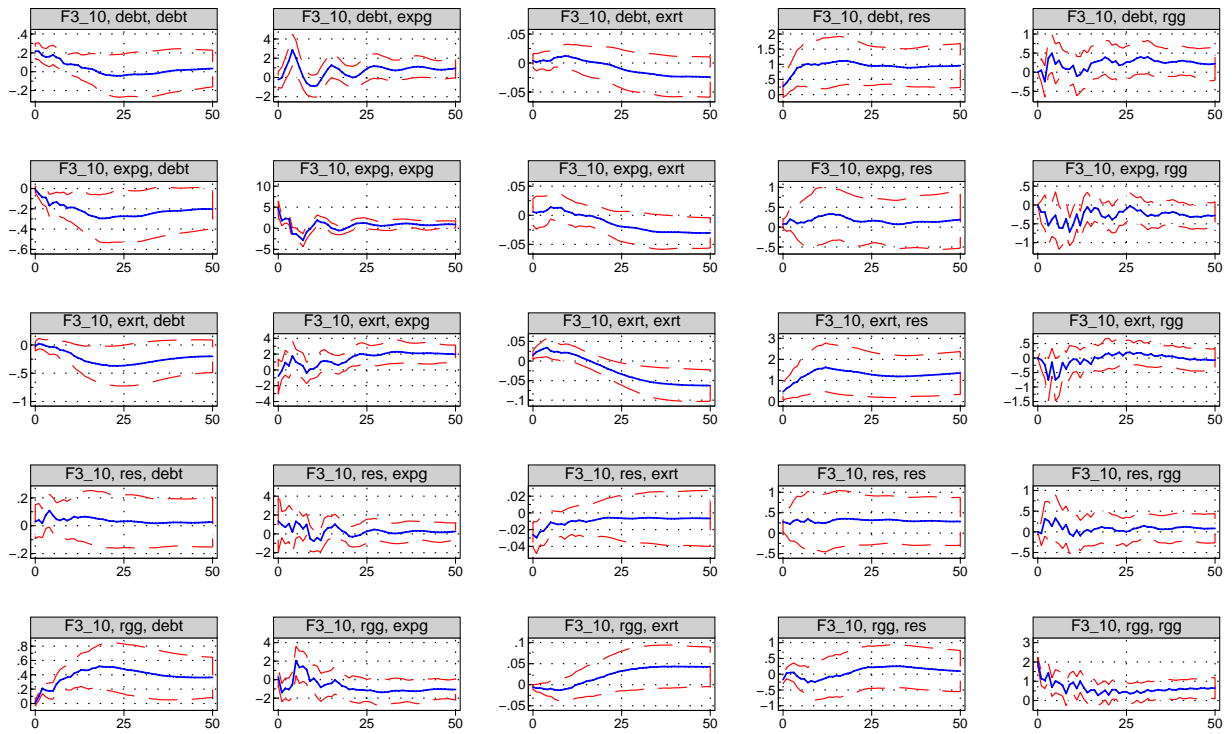 F3_10, debt, debt
.4
.2
0
−.2
0 25 50
F3_10, debt, expg
4
2
0
−2
0 25 50
F3_10, debt, exrt
.05
0
−.05
0 25 50
F3_10, debt, res
2
1.5
1
.5
0
0 25 50
F3_10, debt, rgg
1
.5
0
−.5
0 25 50
F3_10, expg, debt
0
−.2
−.4
−.6
0 25 50
F3_10, expg, expg
10
5
0
−5
0 25 50
F3_10, expg, exrt
.05
0
−.05
0 25 50
F3_10, expg, res
1
.5
0
−.5
0 25 50
F3_10, expg, rgg
.5
0
−.5
−1
0 25 50
F3_10, exrt, debt
0
−.5
−1
0 25 50
F3_10, exrt, expg
4
2
0
−2
−4
0 25 50
F3_10, exrt, exrt
.05
0
−.05
−.1
0 25 50
F3_10, exrt, res
3
2
1
0
0 25 50
F3_10, exrt, rgg
.5
0
−.5
−1
−1.5
0 25 50
F3_10, res, debt
.2
0
−.2
0 25 50
F3_10, res, expg
4
2
0
−2
0 25 50
F3_10, res, exrt
.02
0
−.02
−.04
0 25 50
F3_10, res, res
1
.5
0
−.5
0 25 50
F3_10, res, rgg
1
.5
0
−.5
0 25 50
F3_10, rgg, debt
.8
.6
.4
.2
0
0 25 50
F3_10, rgg, expg
4
2
0
−2
0 25 50
F3_10, rgg, exrt
.1
.05
0
−.05
0 25 50
F3_10, rgg, res
1
.5
0
−.5
−1
0 25 50
F3_10, rgg, rgg
3
2
1
0
0 25 50